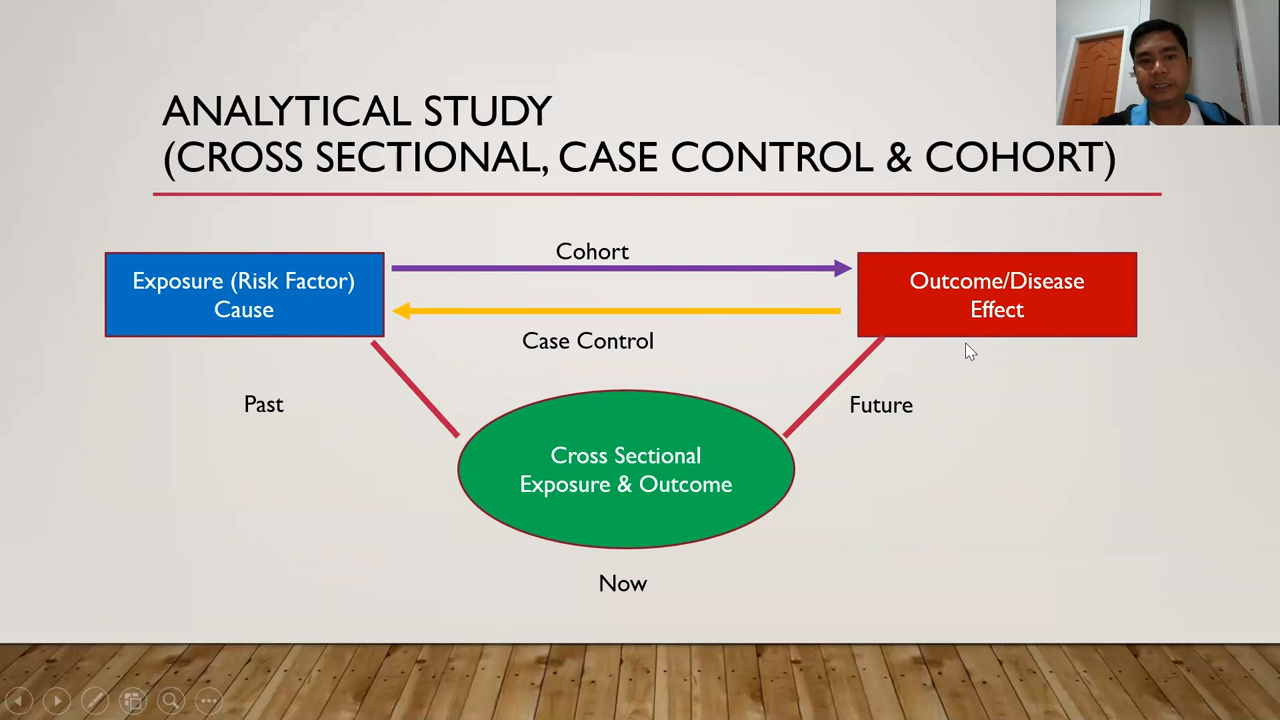 ANALYTICAL STUDY
(CROSS SECTIONAL, CASE CONTROL & COHORT)
Cohort
Exposure (Risk Factor)
Cause
Outcome/Disease
Effect
Case Control
Past
Future
Cross Sectional
Exposure & Outcome
Now